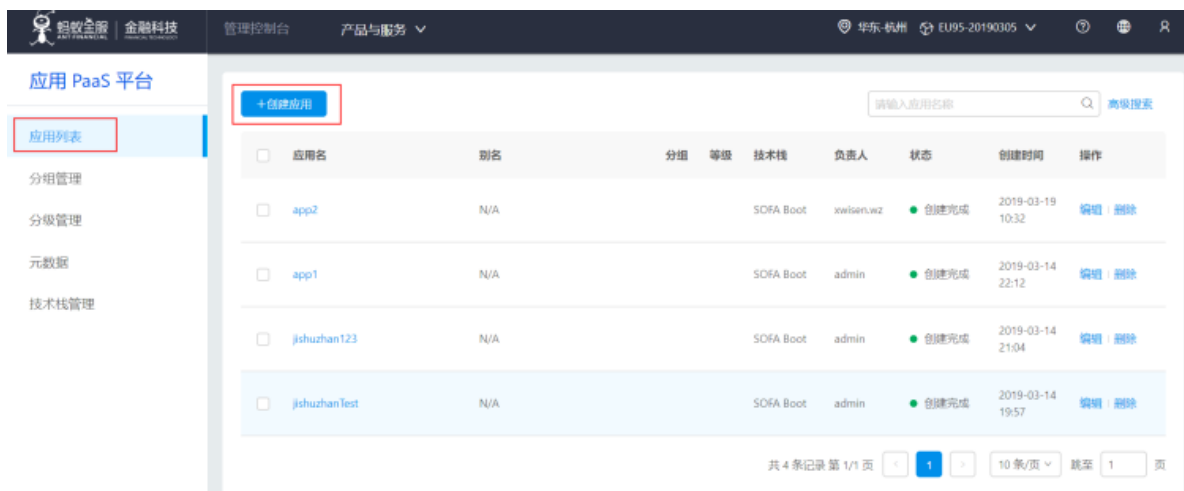 蚂蚁金服 金融科技 管理控制台 产品与服务 华东-杭州 EU95-20190305
ANT FINANCIAL
应用 PaaS 平台
+创建应用 请输入应用名称 高级搜索
应用列表
分组管理
分级管理
元数据
技术栈管理
应用名 别名 分组 等级 技术栈 负责人 状态 创建时间 操作
app2 N/A SOFA Boot xwisen.wz 创建完成 2019-03-19 10:32 编辑 删除
app1 N/A SOFA Boot admin 创建完成 2019-03-14 22:12 编辑 删除
jishuzhan123 N/A SOFA Boot admin 创建完成 2019-03-14 21:04 编辑 删除
jishuzhanTest N/A SOFA Boot admin 创建完成 2019-03-14 19:57 编辑 删除
共 4 条记录 第 1/1 页 < 1 > 10 条/页 跳至 1 页